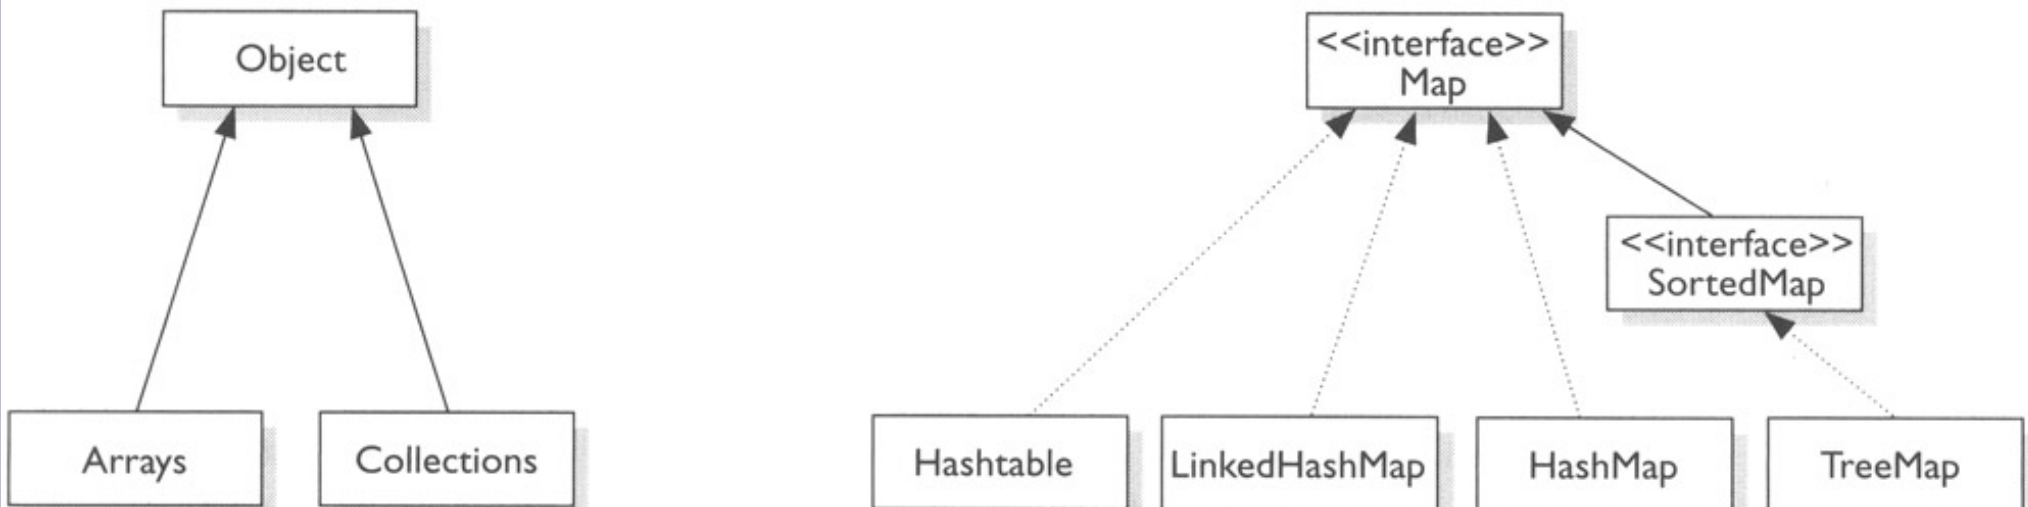 Object
<<interface>>
Map
<<interface>>
SortedMap
Arrays
Collections
Hashtable
LinkedHashMap
HashMap
TreeMap